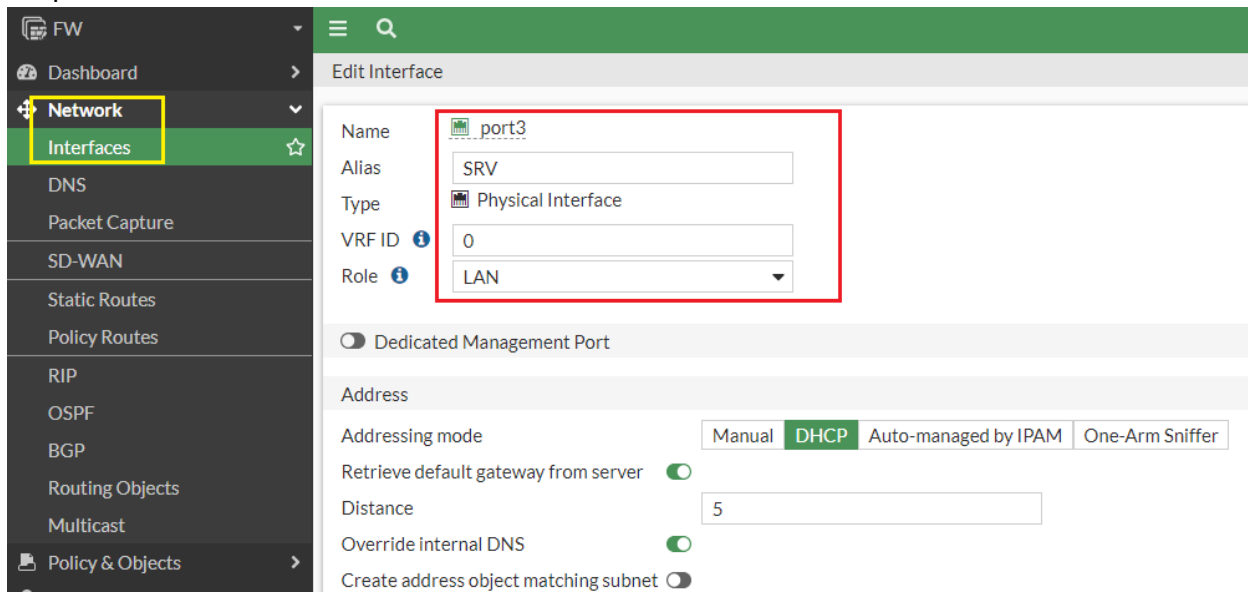 FW
Dashboard
Network
Interfaces
DNS
Packet Capture
SD-WAN
Static Routes
Policy Routes
RIP
OSPF
BGP
Routing Objects
Multicast
Policy & Objects
Edit Interface
Name port3
Alias SRV
Type Physical Interface
VRF ID 0
Role LAN
Dedicated Management Port
Address
Addressing mode Manual DHCP Auto-managed by IPAM One-Arm Sniffer
Retrieve default gateway from server
Distance 5
Override internal DNS
Create address object matching subnet